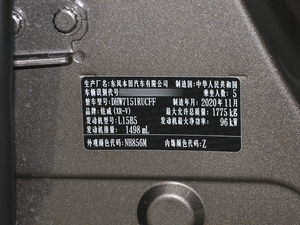 生产厂名:东风本田汽车有限公司 制造国:中华人民共和国
车辆识别代号 乘坐人数:5
整车型号:DHW7151RUCFF 制造年月:2020年11月
品牌:炫威(XR-V) 最大允许总质量:1775 kg
发动机型号:L15B5 发动机最大净功率:96 kW
发动机排量:1498 mL
外观颜色代码:NH856M 内饰颜色代码:Z